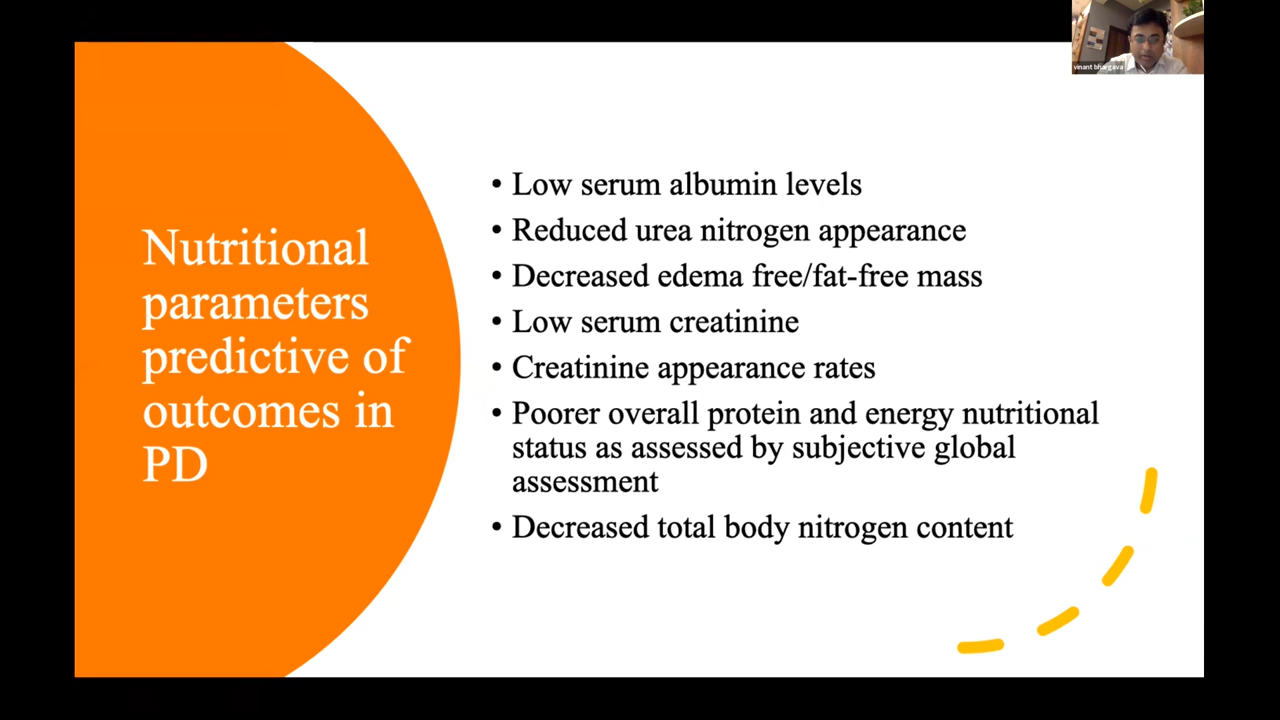 vinant bhargava
Nutritional
parameters
predictive of
outcomes in
PD
• Low serum albumin levels
• Reduced urea nitrogen appearance
• Decreased edema free/fat-free mass
• Low serum creatinine
• Creatinine appearance rates
• Poorer overall protein and energy nutritional
status as assessed by subjective global
assessment
• Decreased total body nitrogen content